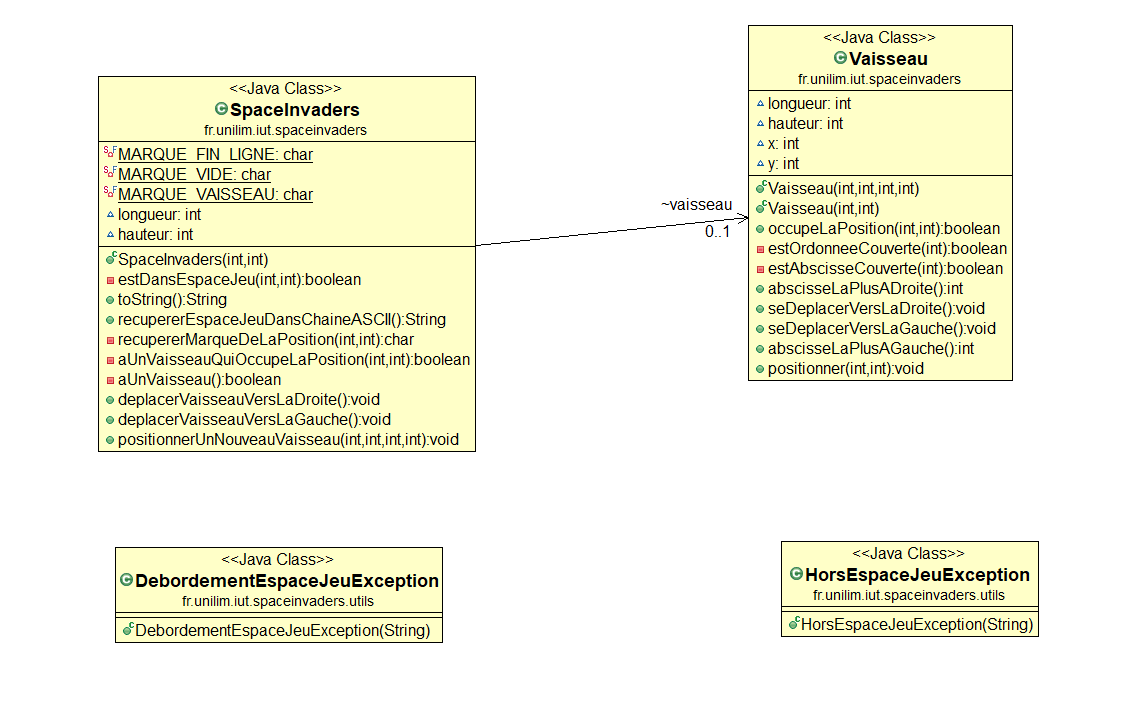 <<Java Class>>
SpaceInvaders
fr.unilim.iut.spaceinvaders
MARQUE_FIN_LIGNE: char
MARQUE_VIDE: char
MARQUE_VAISSEAU: char
longueur: int
hauteur: int
SpaceInvaders(int,int)
estDansEspaceJeu(int,int):boolean
toString():String
recupererEspaceJeuDansChaineASCII():String
recupererMarqueDeLaPosition(int,int):char
aUnVaisseauQuiOccupeLaPosition(int,int):boolean
aUnVaisseau():boolean
deplacerVaisseauVersLaDroite():void
deplacerVaisseauVersLaGauche():void
positionnerUnNouveauVaisseau(int,int,int,int):void
~vaisseau
0..1
<<Java Class>>
Vaisseau
fr.unilim.iut.spaceinvaders
longueur: int
hauteur: int
x: int
y: int
Vaisseau(int,int,int,int)
Vaisseau(int,int)
occupeLaPosition(int,int):boolean
estOrdonneeCouverte(int):boolean
estAbscisseCouverte(int):boolean
abscisseLaPlusADroite():int
seDeplacerVersLaDroite():void
seDeplacerVersLaGauche():void
abscisseLaPlusAGauche():int
positionner(int,int):void
<<Java Class>>
DebordementEspaceJeuException
fr.unilim.iut.spaceinvaders.utils
DebordementEspaceJeuException(String)
<<Java Class>>
HorsEspaceJeuException
fr.unilim.iut.spaceinvaders.utils
HorsEspaceJeuException(String)